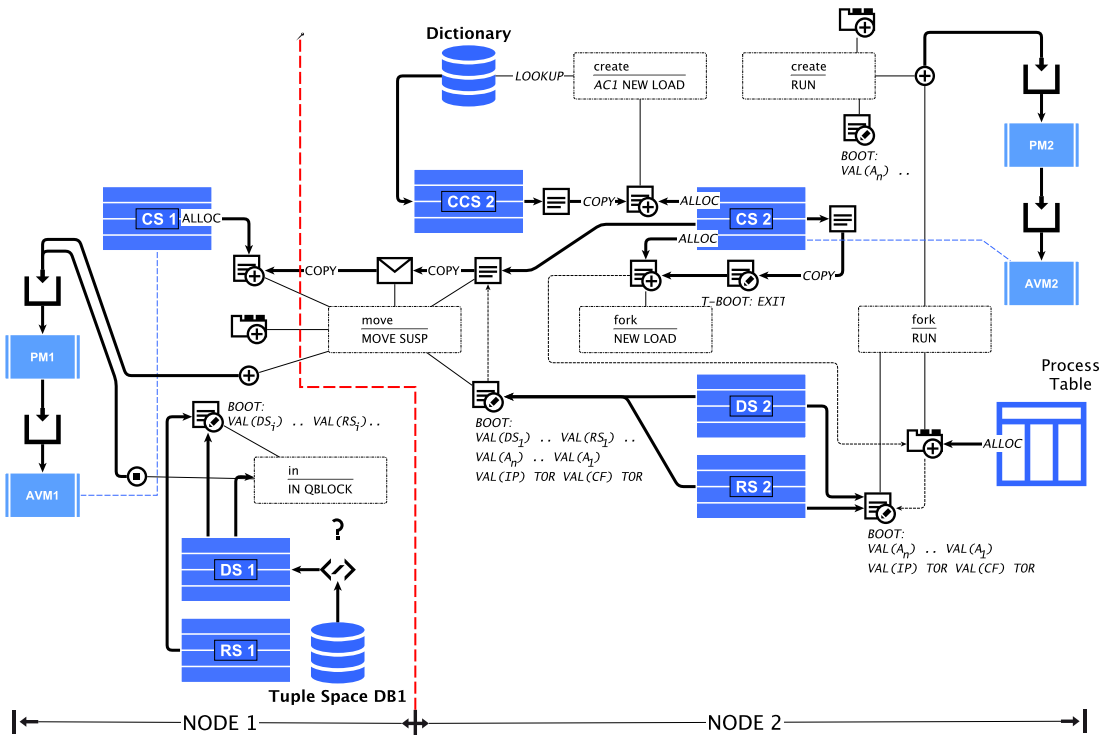 Dictionary
LOOKUP
create
AC1 NEW LOAD
create
RUN
BOOT:
VAL(An) ..
PM2
AVM2
CCS 2
COPY
ALLOC
CS 2
CS 1
ALLOC
ALLOC
COPY
COPY
COPY
T-BOOT: EXIT
move
MOVE SUSP
fork
NEW LOAD
fork
RUN
PM1
AVM1
BOOT:
VAL(DSi) .. VAL(RSi)..
in
IN QBLOCK
BOOT:
VAL(DS1) .. VAL(RS1) ..
VAL(An) .. VAL(A1)
VAL(IP) TOR VAL(CF) TOR
DS 2
RS 2
Process
Table
ALLOC
BOOT:
VAL(An) .. VAL(A1)
VAL(IP) TOR VAL(CF) TOR
?
DS 1
RS 1
Tuple Space DB1
NODE 1
NODE 2